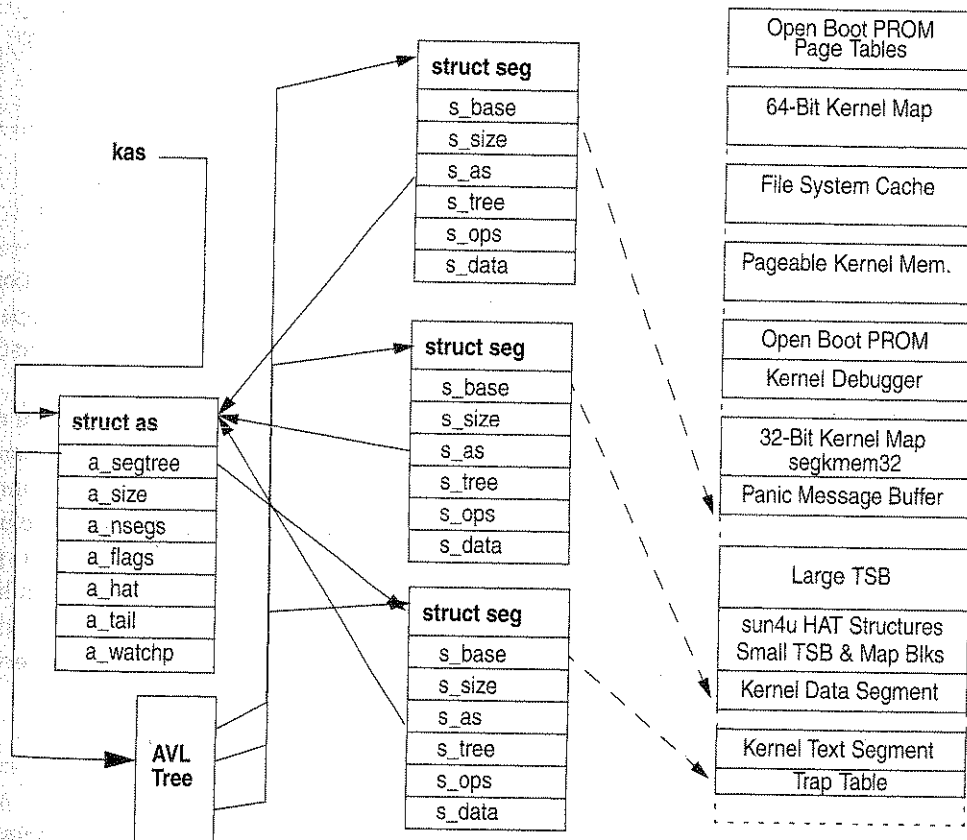 kas
struct as
a_segtree
a_size
a_nsegs
a_flags
a_hat
a_tail
a_watchp
AVL
Tree
struct seg
s_base
s_size
s_as
s_tree
s_ops
s_data
struct seg
s_base
s_size
s_as
s_tree
s_ops
s_data
struct seg
s_base
s_size
s_as
s_tree
s_ops
s_data
Open Boot PROM
Page Tables
64-Bit Kernel Map
File System Cache
Pageable Kernel Mem.
Open Boot PROM
Kernel Debugger
32-Bit Kernel Map
segkmem32
Panic Message Buffer
Large TSB
sun4u HAT Structures
Small TSB & Map Blks
Kernel Data Segment
Kernel Text Segment
Trap Table